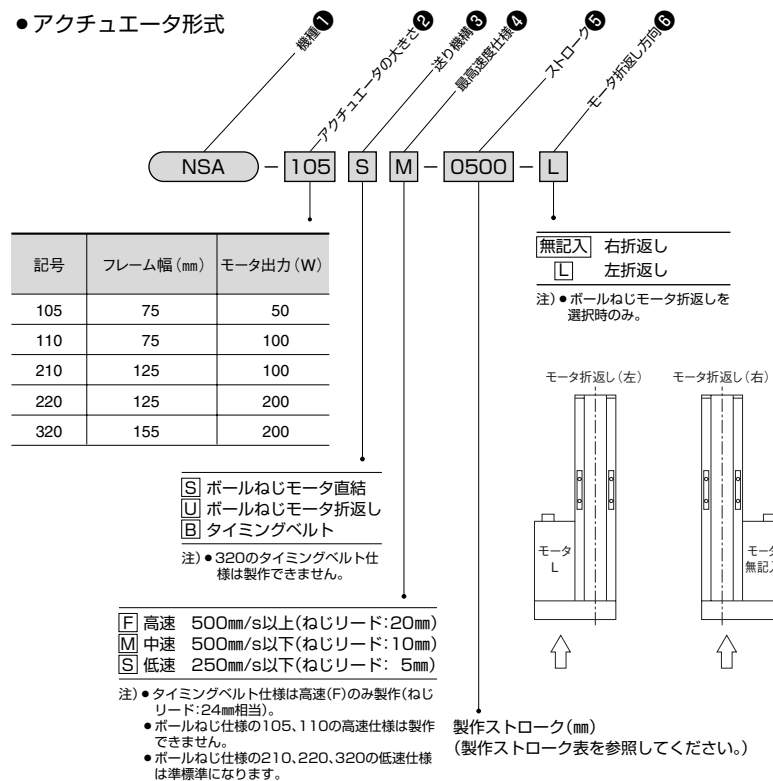 ●アクチュエータ形式
機種❶
アクチュエータの大きさ❷
送り機構❸
最高速度仕様❹
ストローク❺
モータ折返し方向❻
NSA － 105 S M － 0500 － L
記号 フレーム幅(㎜) モータ出力(W)
105 75 50
110 75 100
210 125 100
220 125 200
320 155 200
無記入 右折返し
L 左折返し
注)●ボールねじモータ折返しを
選択時のみ。
モータ折返し(左) モータ折返し(右)
モータ
L
モータ
無記入
S ボールねじモータ直結
U ボールねじモータ折返し
B タイミングベルト
注)●320のタイミングベルト仕
様は製作できません。
F 高速 500㎜/s以上(ねじリード:20㎜)
M 中速 500㎜/s以下(ねじリード:10㎜)
S 低速 250㎜/s以下(ねじリード: 5㎜)
注)●タイミングベルト仕様は高速(F)のみ製作(ねじ
リード:24㎜相当)。
●ボールねじ仕様の105、110の高速仕様は製作
できません。
●ボールねじ仕様の210、220、320の低速仕様
は準標準になります。
製作ストローク(㎜)
(製作ストローク表を参照してください。)